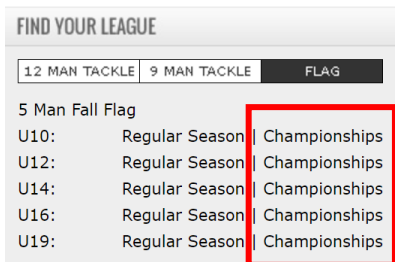 FIND YOUR LEAGUE
12 MAN TACKLE 9 MAN TACKLE FLAG
5 Man Fall Flag
U10: Regular Season | Championships
U12: Regular Season | Championships
U14: Regular Season | Championships
U16: Regular Season | Championships
U19: Regular Season | Championships